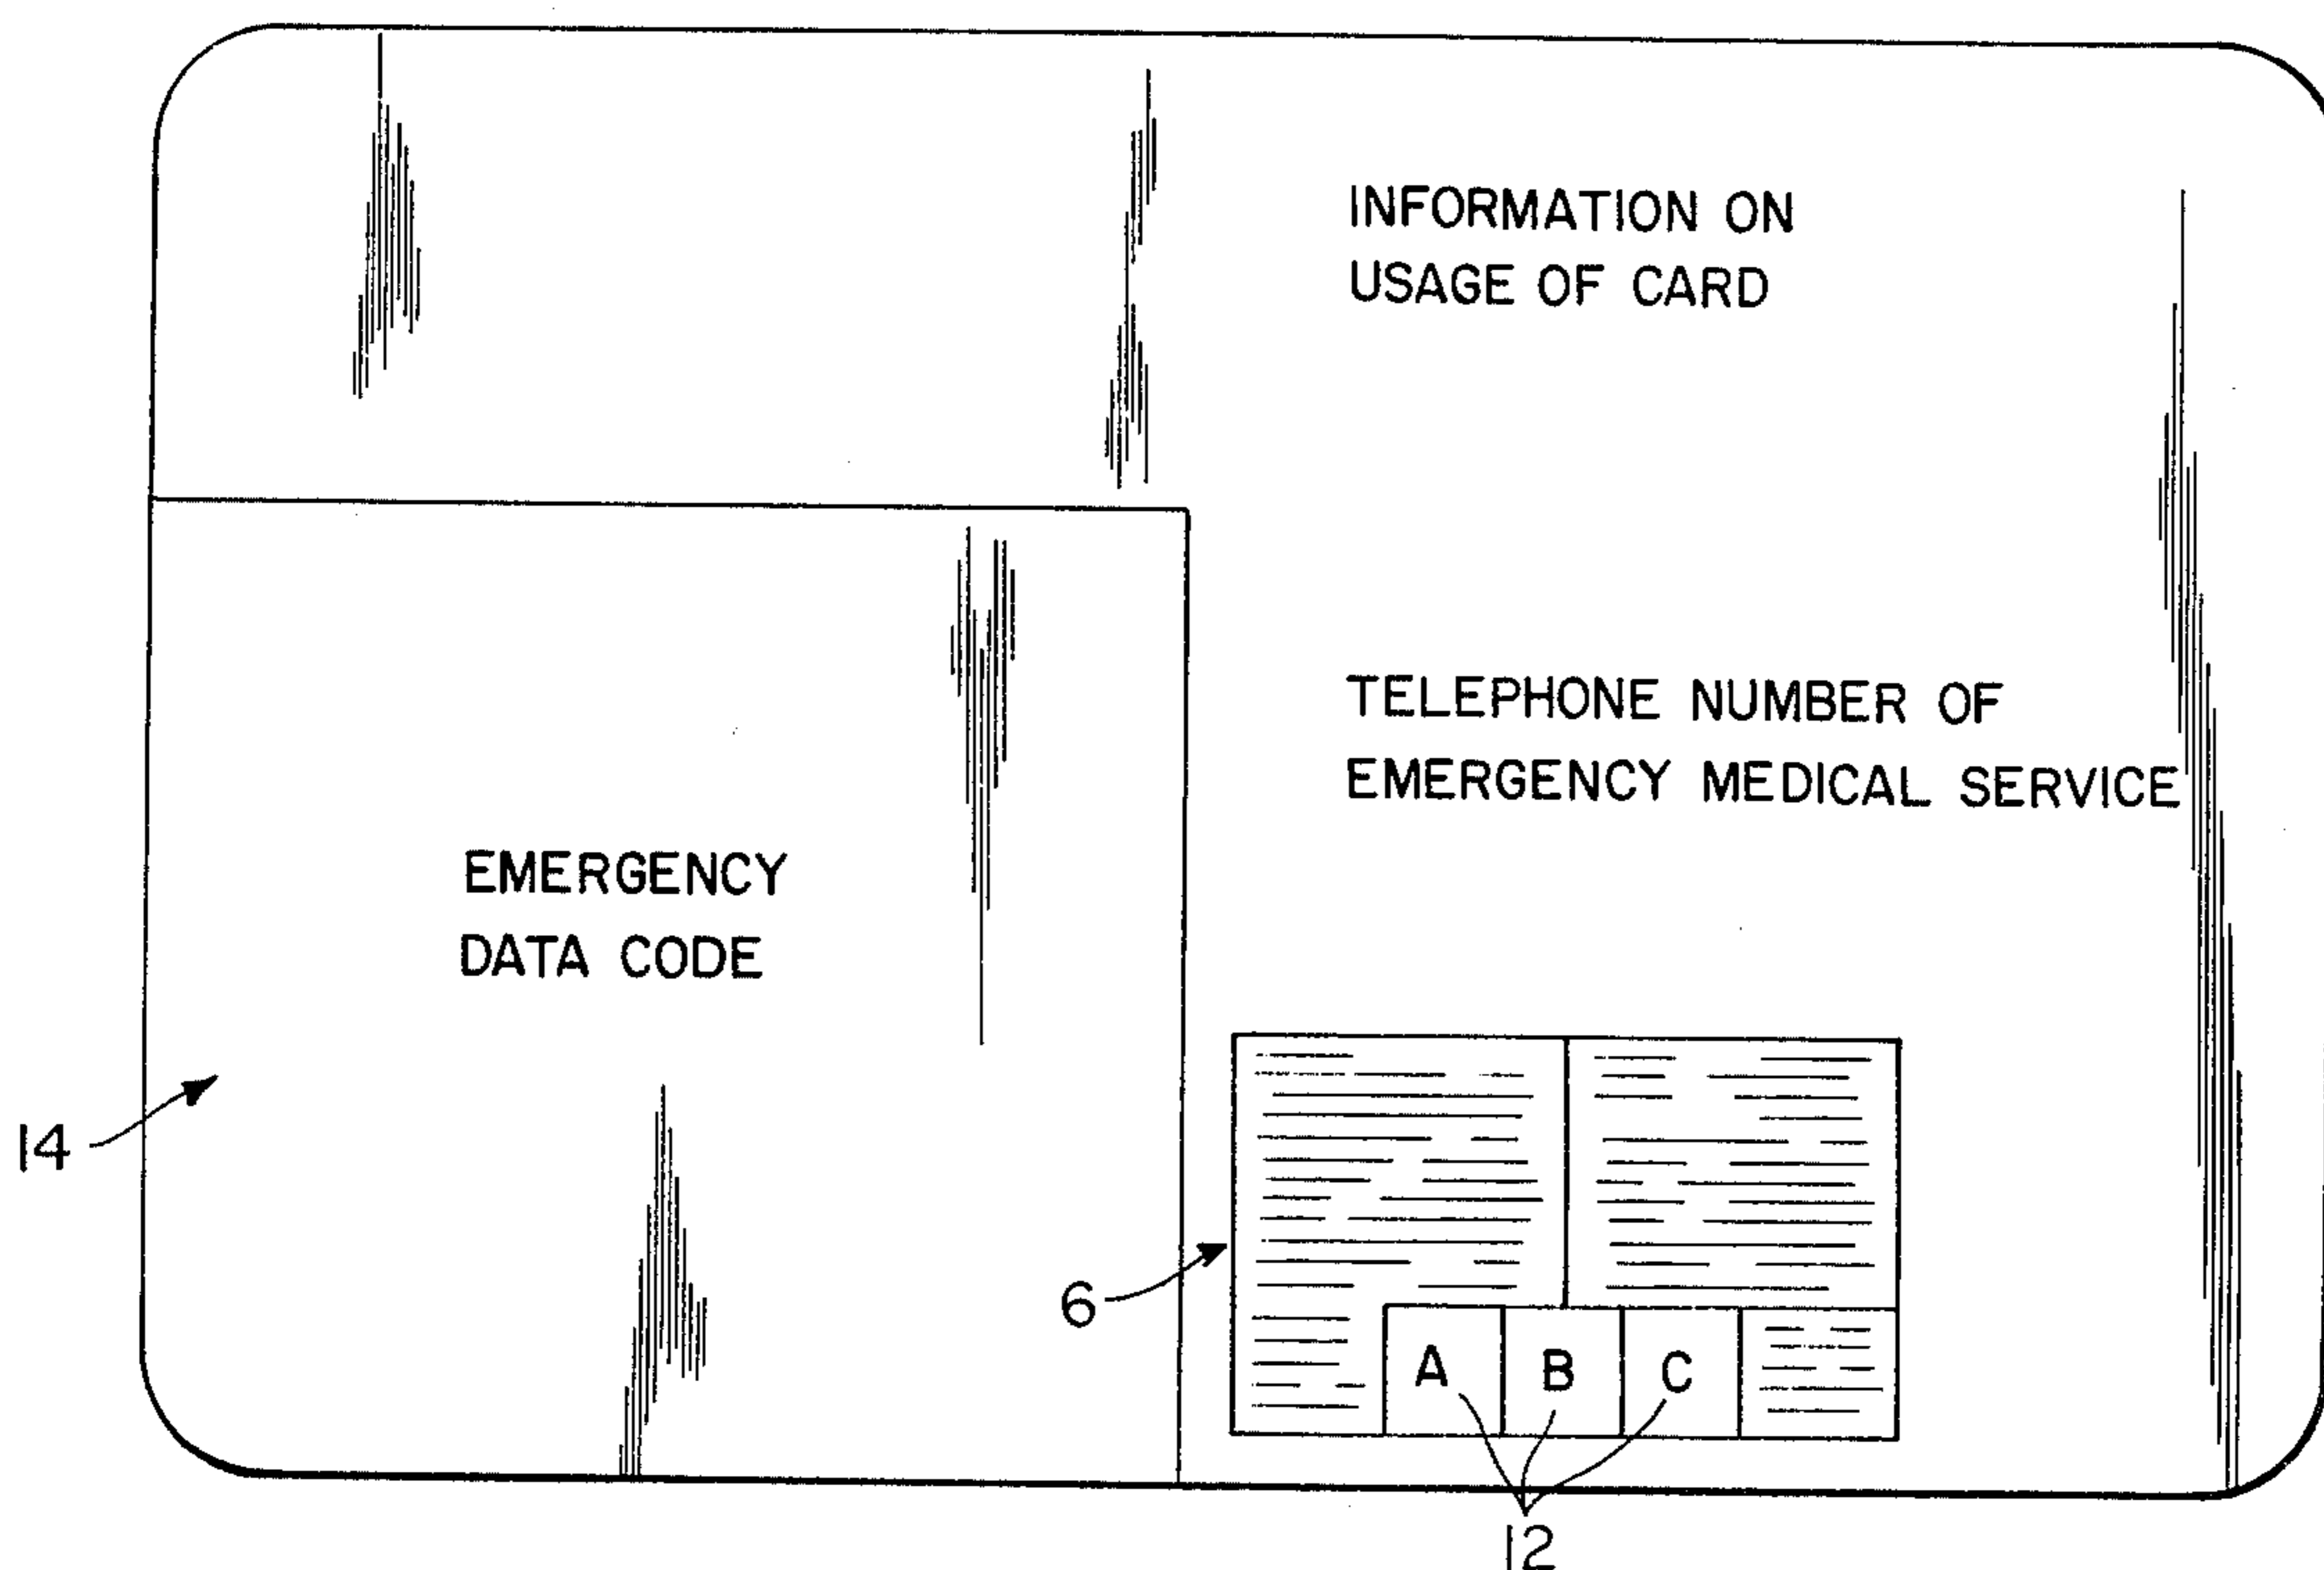 INFORMATION ON
USAGE OF CARD
TELEPHONE NUMBER OF
EMERGENCY MEDICAL SERVICE
EMERGENCY
DATA CODE
14
6
A B C
12